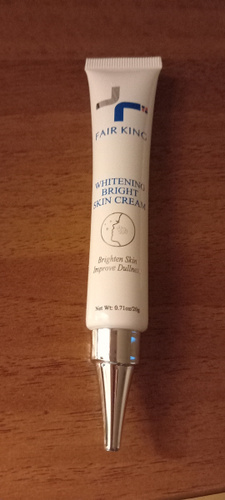 FAIR KING
WHITENING
BRIGHT
SKIN CREAM
Brighten Skin
Improve Dullness
Net Wt: 0.71oz/20g